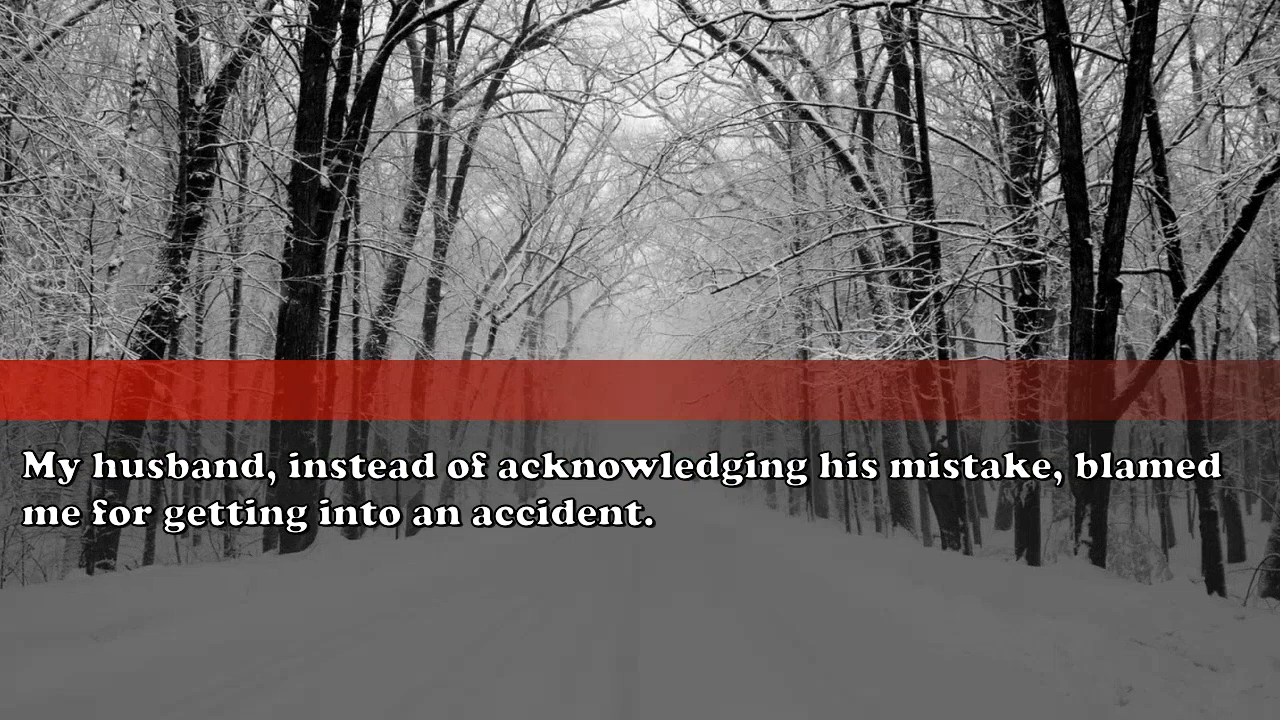 My husband, instead of acknowledging his mistake, blamed
me for getting into an accident.